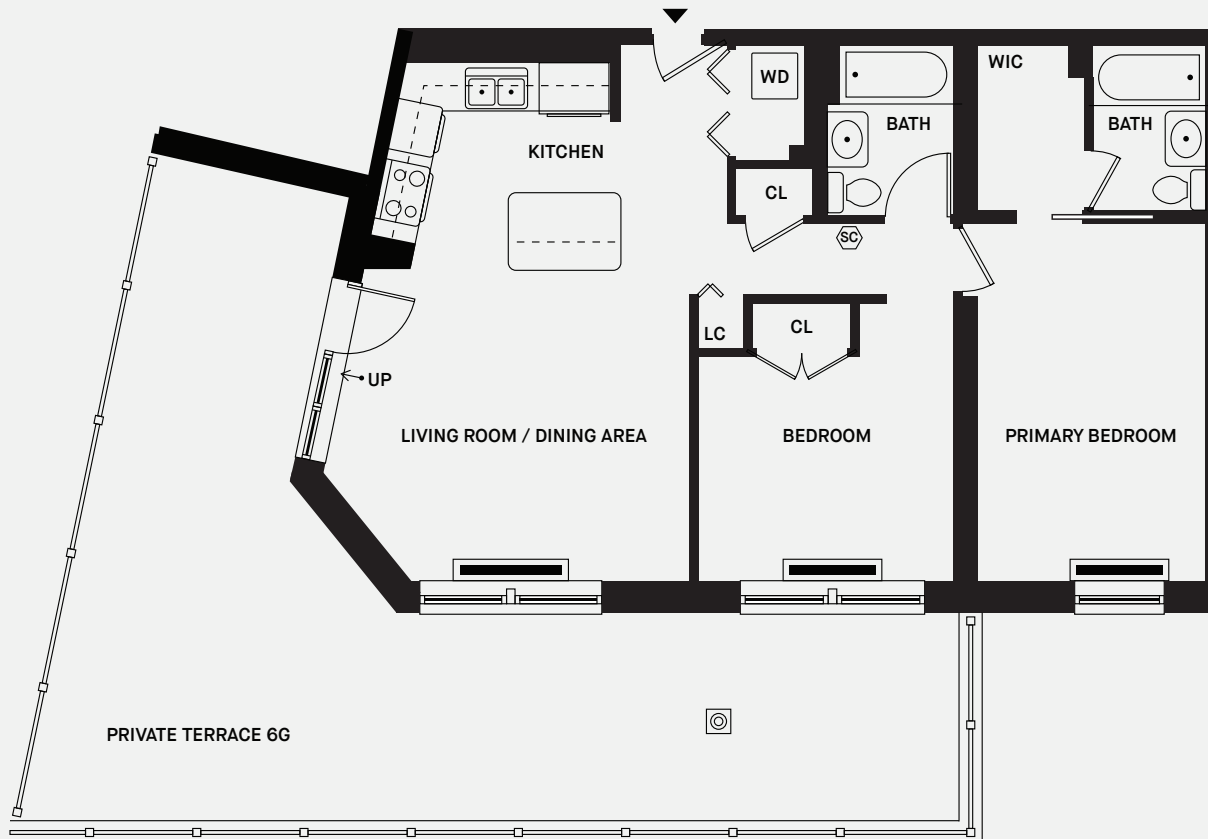 WIC
WD
BATH
BATH
KITCHEN
CL
SC
LC
CL
UP
LIVING ROOM / DINING AREA
BEDROOM
PRIMARY BEDROOM
PRIVATE TERRACE 6G